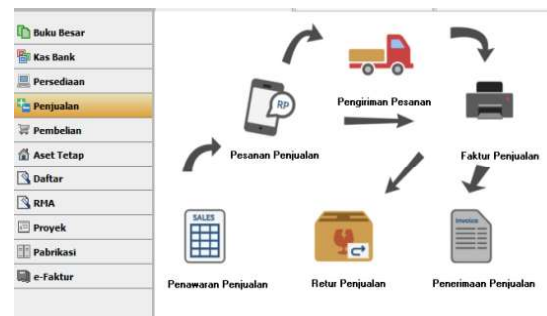 Buku Besar
Kas Bank
Persediaan
Penjualan
Pembelian
Aset Tetap
Daftar
RMA
Proyek
Pabrikasi
e-Faktur
RP
Pengiriman Pesanan
Pesanan Penjualan
Faktur Penjualan
SALES
Invoice
Penawaran Penjualan
Retur Penjualan
Penerimaan Penjualan